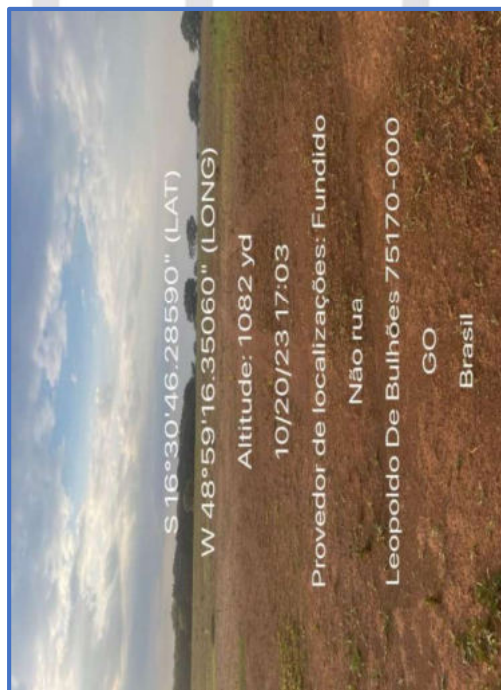 S 16°30'46.28590" (LAT)
W 48°59'16.35060" (LONG)
Altitude: 1082 yd
10/20/23 17:03
Provedor de localizações: Fundido
Não rua
Leopoldo De Bulhões 75170-000
GO
Brasil